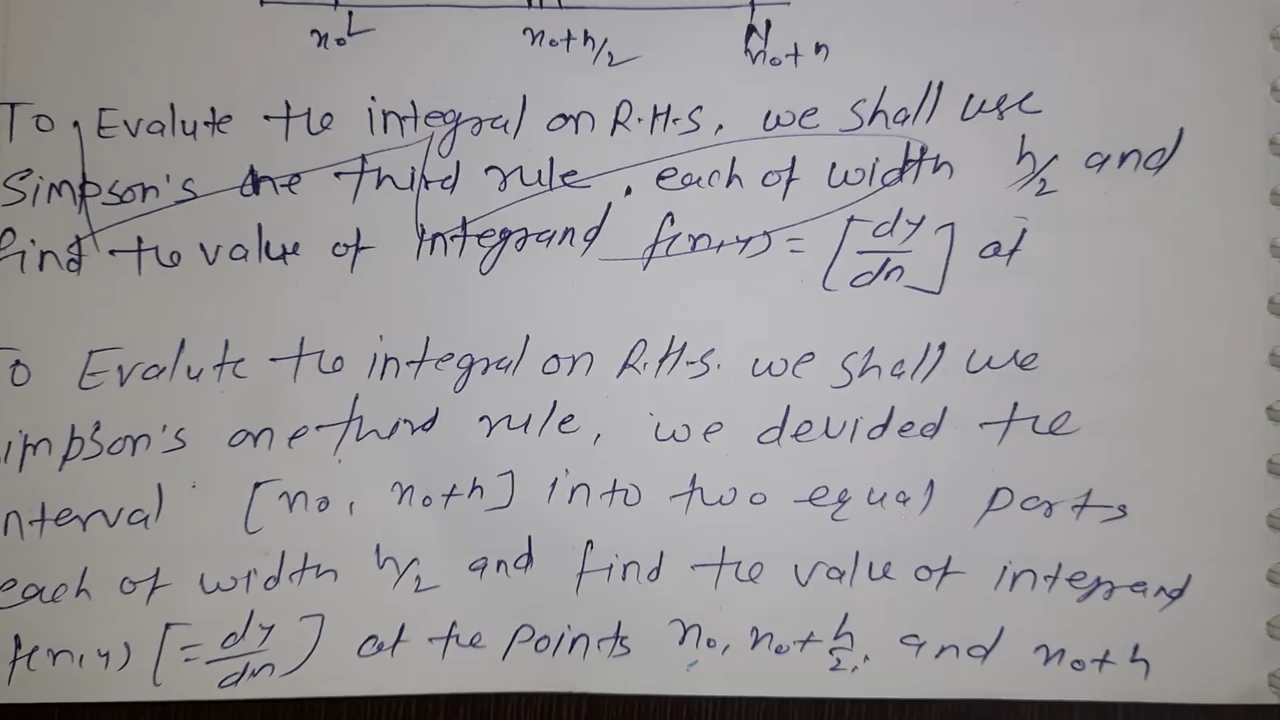 x₀ x₀+h/2 x₀+h
To Evalute the integral on R.H.S, we shall use
Simpson's one third rule, each of width h/2 and
find the value of integrand f(x,y) = [dy/dx] at
To Evalute the integral on R.H.S. we shall use
impson's one third rule, we devided the
nterval [x₀, x₀+h] into two equal parts
each of width h/2 and find the value of integrand
f(x,y) [=dy/dx] at the points x₀, x₀+h/2, and x₀+h